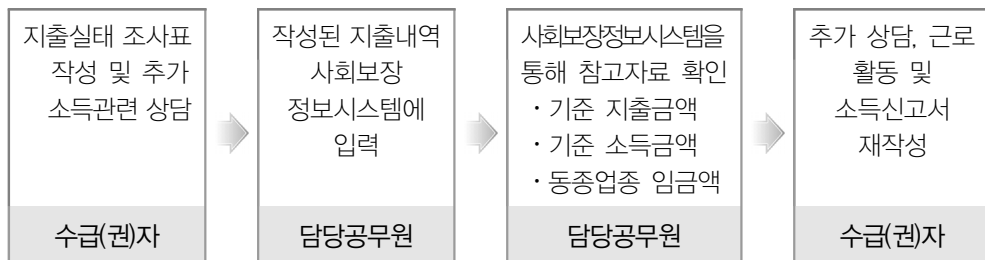 지출실태 조사표
작성 및 추가
소득관련 상담
수급(권)자
작성된 지출내역
사회보장
정보시스템에
입력
담당공무원
사회보장정보시스템을
통해 참고자료 확인
· 기준 지출금액
· 기준 소득금액
· 동종업종 임금액
담당공무원
추가 상담, 근로
활동 및
소득신고서
재작성
수급(권)자